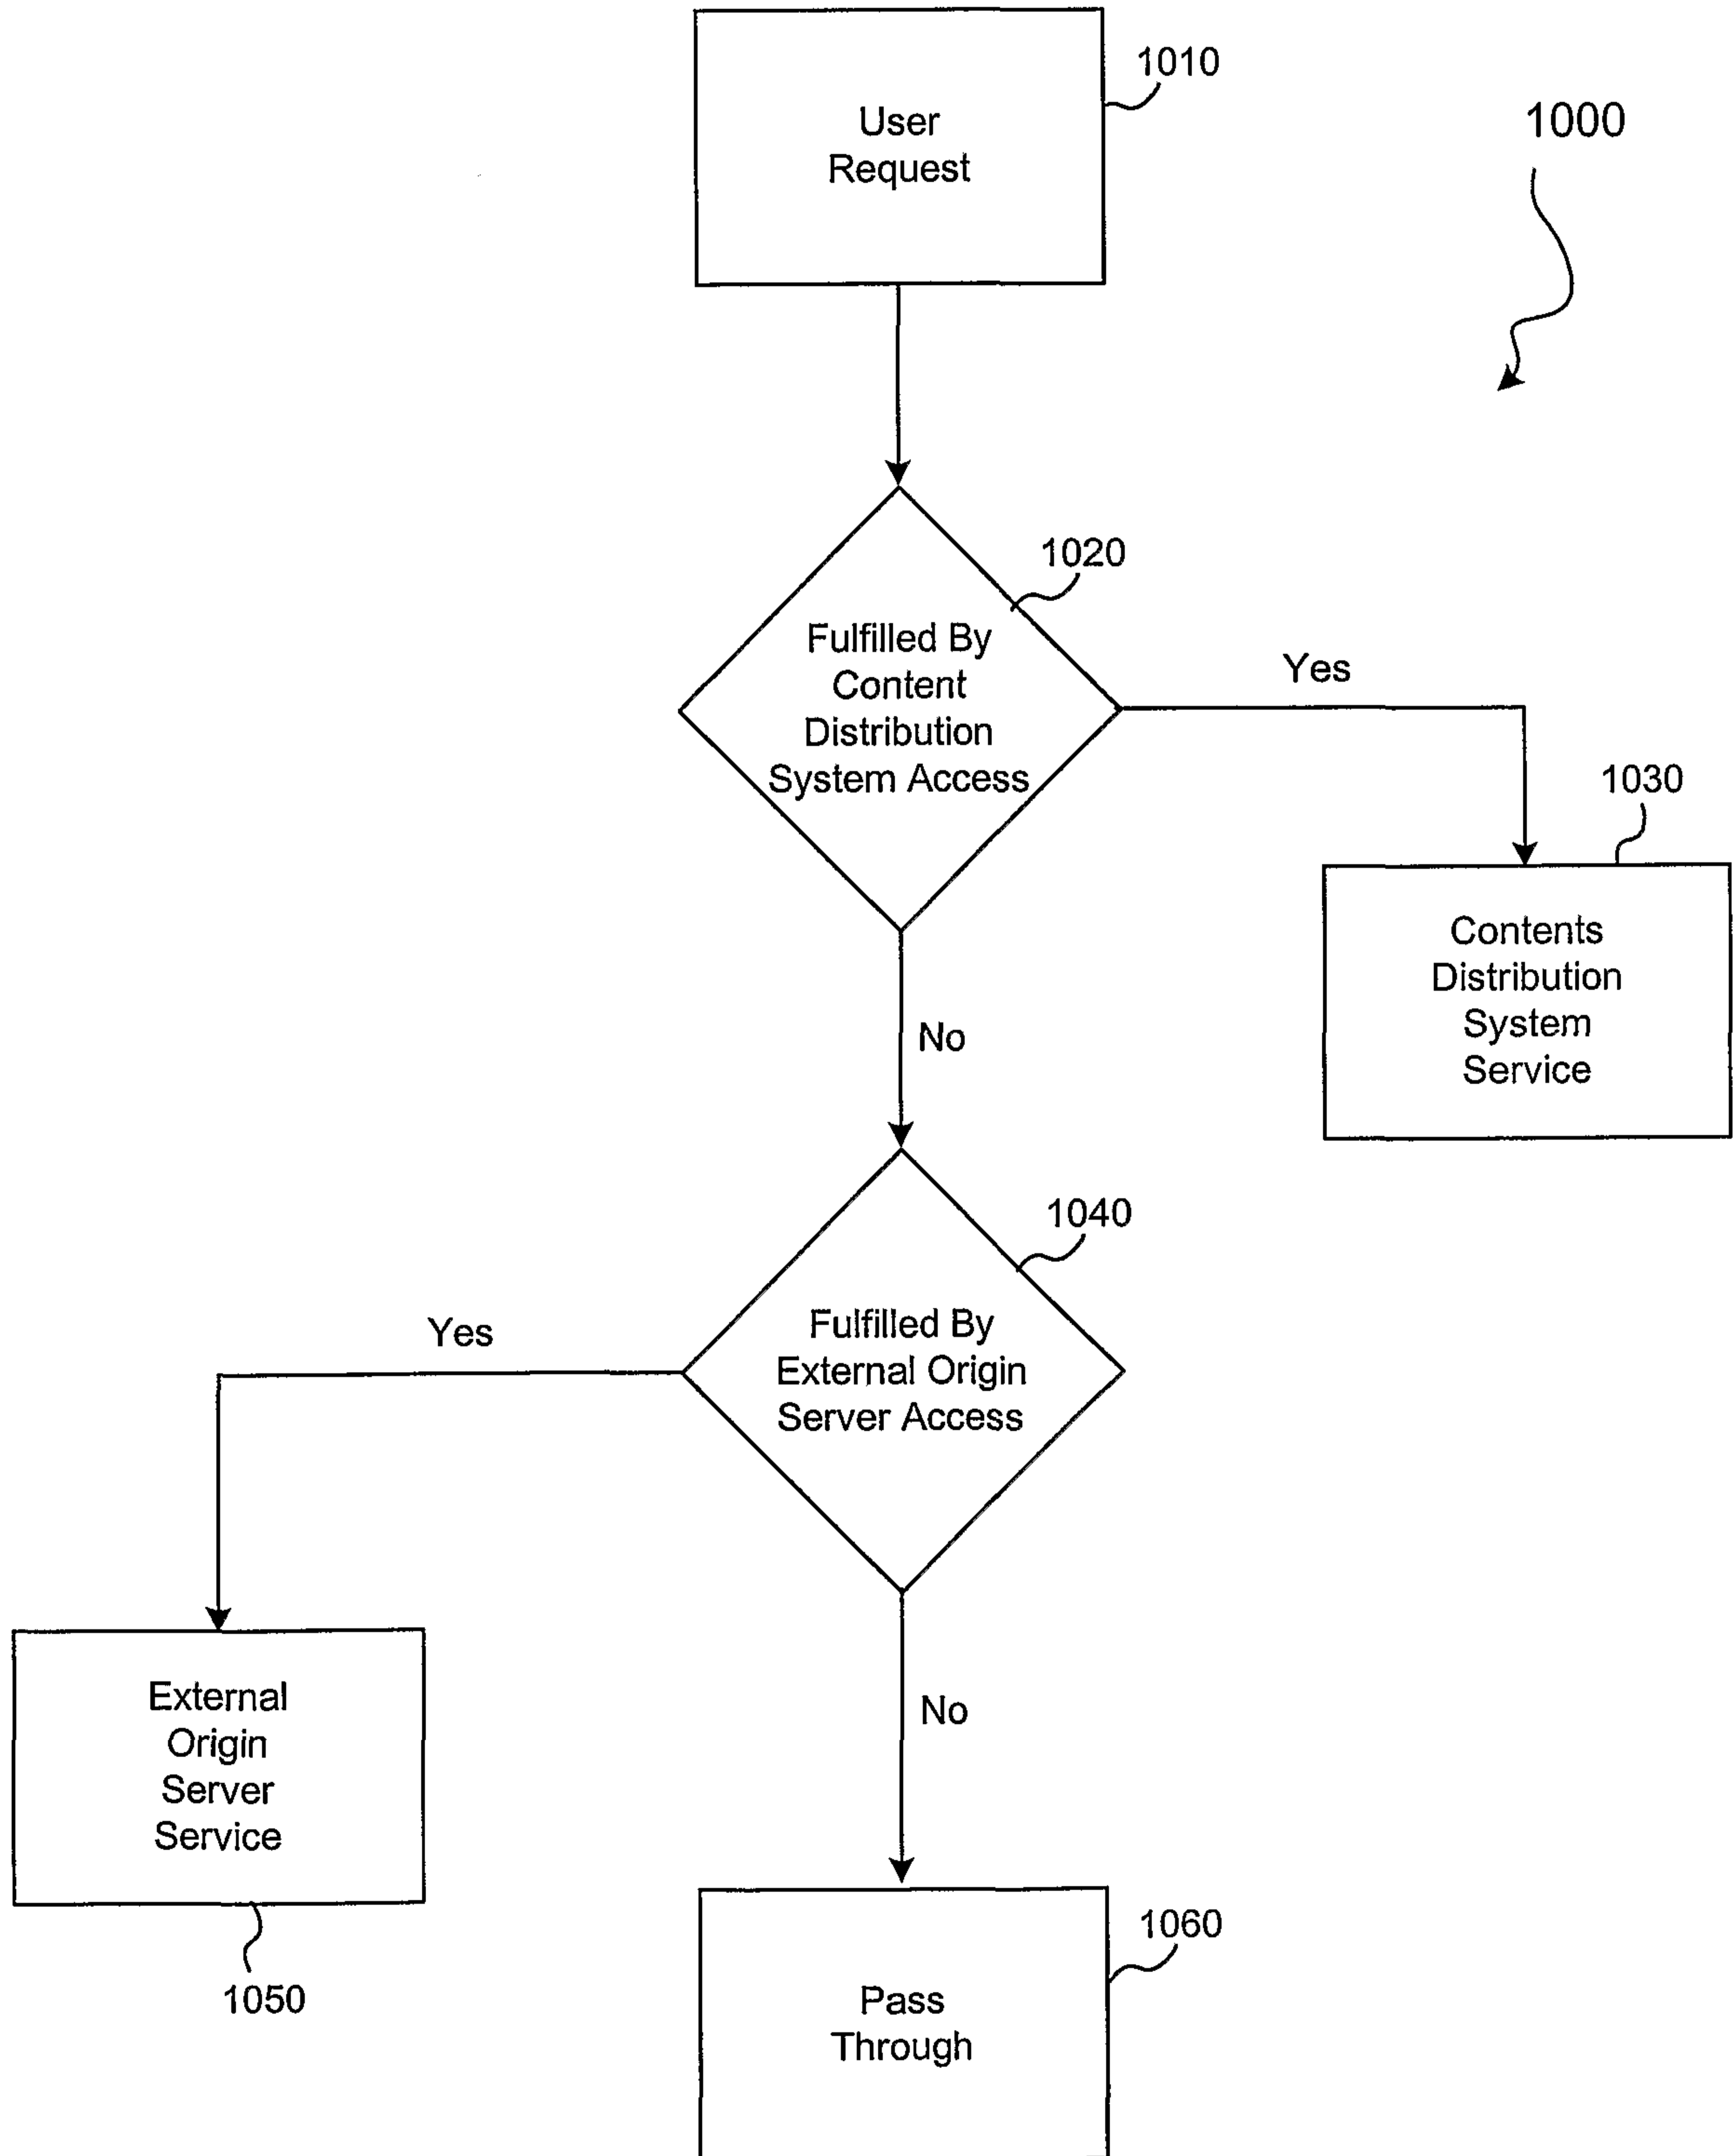 1010
User
Request
1000
1020
Fulfilled By
Content
Distribution
System Access
Yes
1030
Contents
Distribution
System
Service
No
1040
Fulfilled By
External Origin
Server Access
Yes
External
Origin
Server
Service
1050
No
1060
Pass
Through